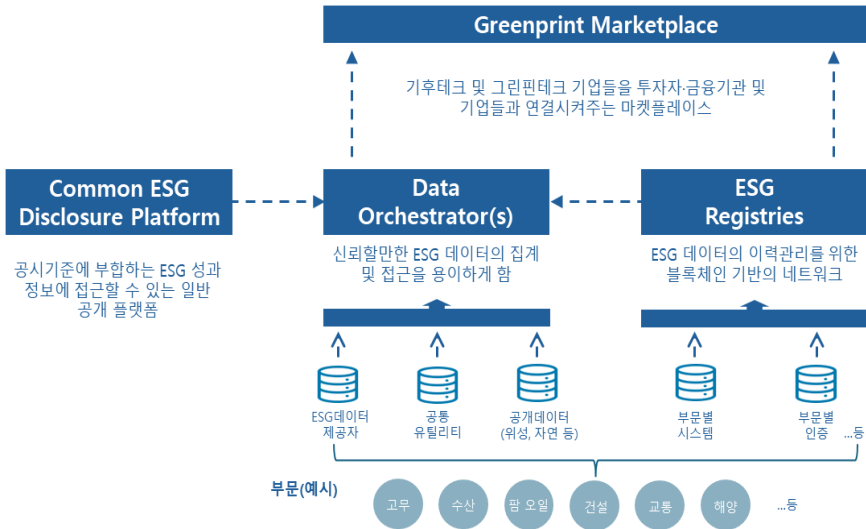 Greenprint Marketplace
기후테크 및 그린핀테크 기업들을 투자자·금융기관 및
기업들과 연결시켜주는 마켓플레이스
Common ESG
Disclosure Platform
공시기준에 부합하는 ESG 성과
정보에 접근할 수 있는 일반
공개 플랫폼
Data
Orchestrator(s)
신뢰할만한 ESG 데이터의 집계
및 접근을 용이하게 함
ESG
Registries
ESG 데이터의 이력관리를 위한
블록체인 기반의 네트워크
ESG데이터
제공자
공통
유틸리티
공개데이터
(위성, 자연 등)
부문별
시스템
부문별
인증
...등
부문(예시)
고무
수산
팜 오일
건설
교통
해양
...등